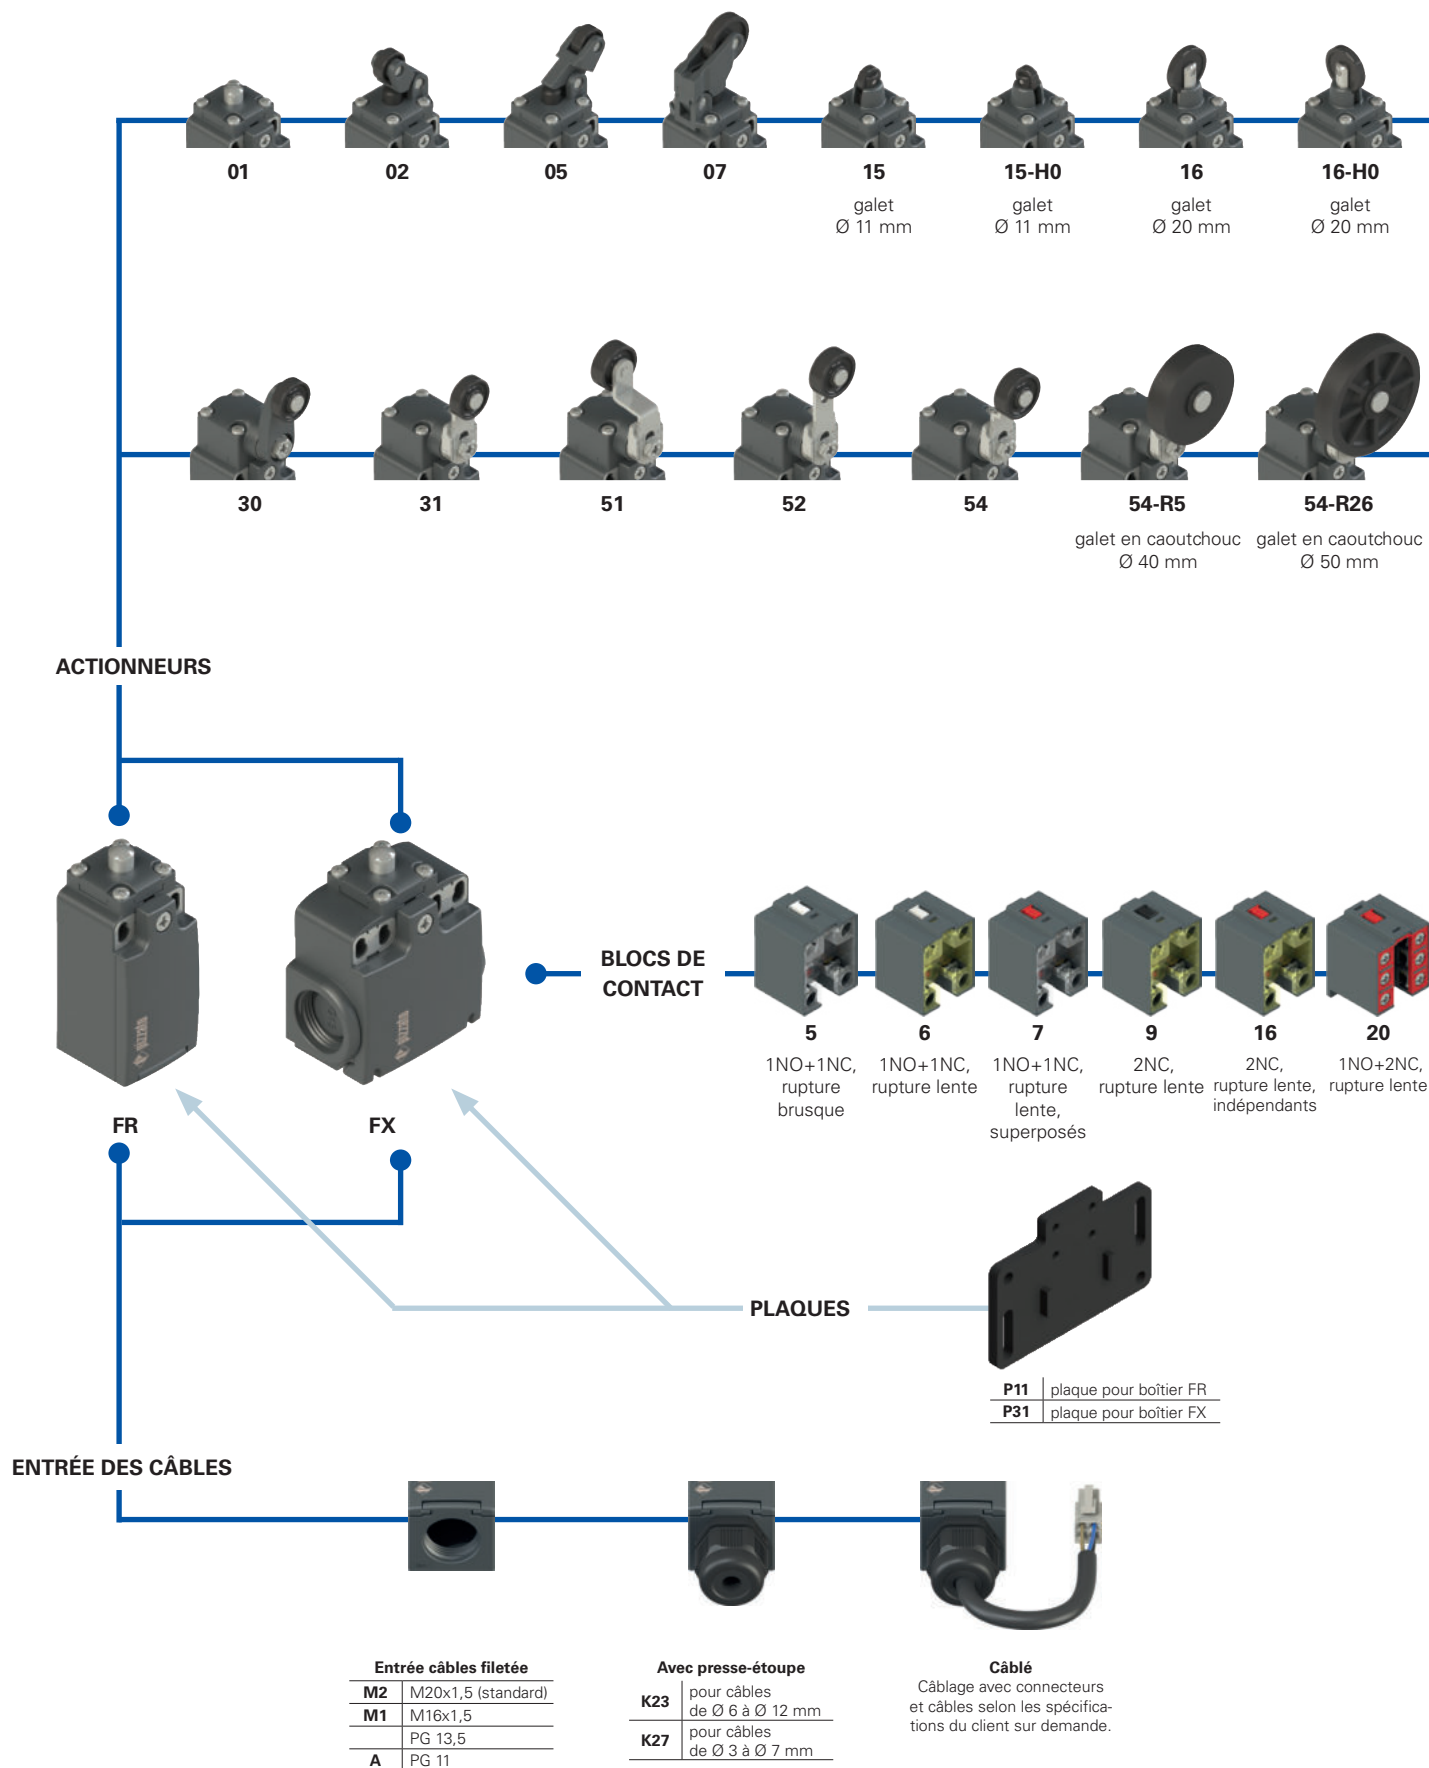 01 02 05 07 15 15-H0 16 16-H0
galet galet galet galet
Ø 11 mm Ø 11 mm Ø 20 mm Ø 20 mm
30 31 51 52 54 54-R5 54-R26
galet en caoutchouc galet en caoutchouc
Ø 40 mm Ø 50 mm
ACTIONNEURS
pizzato
pizzato
FR FX
BLOCS DE
CONTACT
5
1NO+1NC,
rupture
brusque
6
1NO+1NC,
rupture lente
7
1NO+1NC,
rupture
lente,
superposés
9
2NC,
rupture lente
16
2NC,
rupture lente,
indépendants
20
1NO+2NC,
rupture lente
PLAQUES
P11 plaque pour boîtier FR
P31 plaque pour boîtier FX
ENTRÉE DES CÂBLES
Entrée câbles filetée
M2 M20x1,5 (standard)
M1 M16x1,5
PG 13,5
A PG 11
Avec presse-étoupe
K23 pour câbles
de Ø 6 à Ø 12 mm
K27 pour câbles
de Ø 3 à Ø 7 mm
Câblé
Câblage avec connecteurs
et câbles selon les spécifica-
tions du client sur demande.